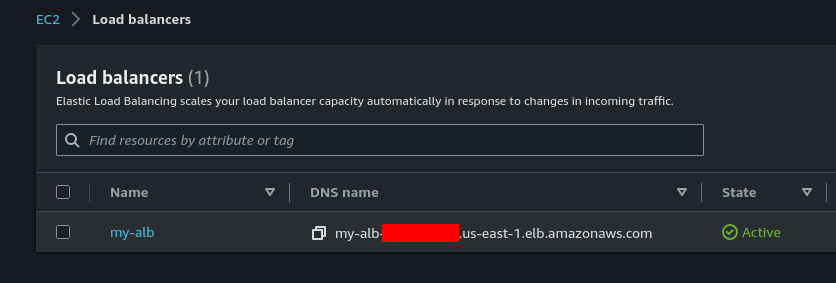 EC2 > Load balancers
Load balancers (1)
Elastic Load Balancing scales your load balancer capacity automatically in response to changes in incoming traffic.
Find resources by attribute or tag
Name DNS name State
my-alb my-alb- .us-east-1.elb.amazonaws.com Active